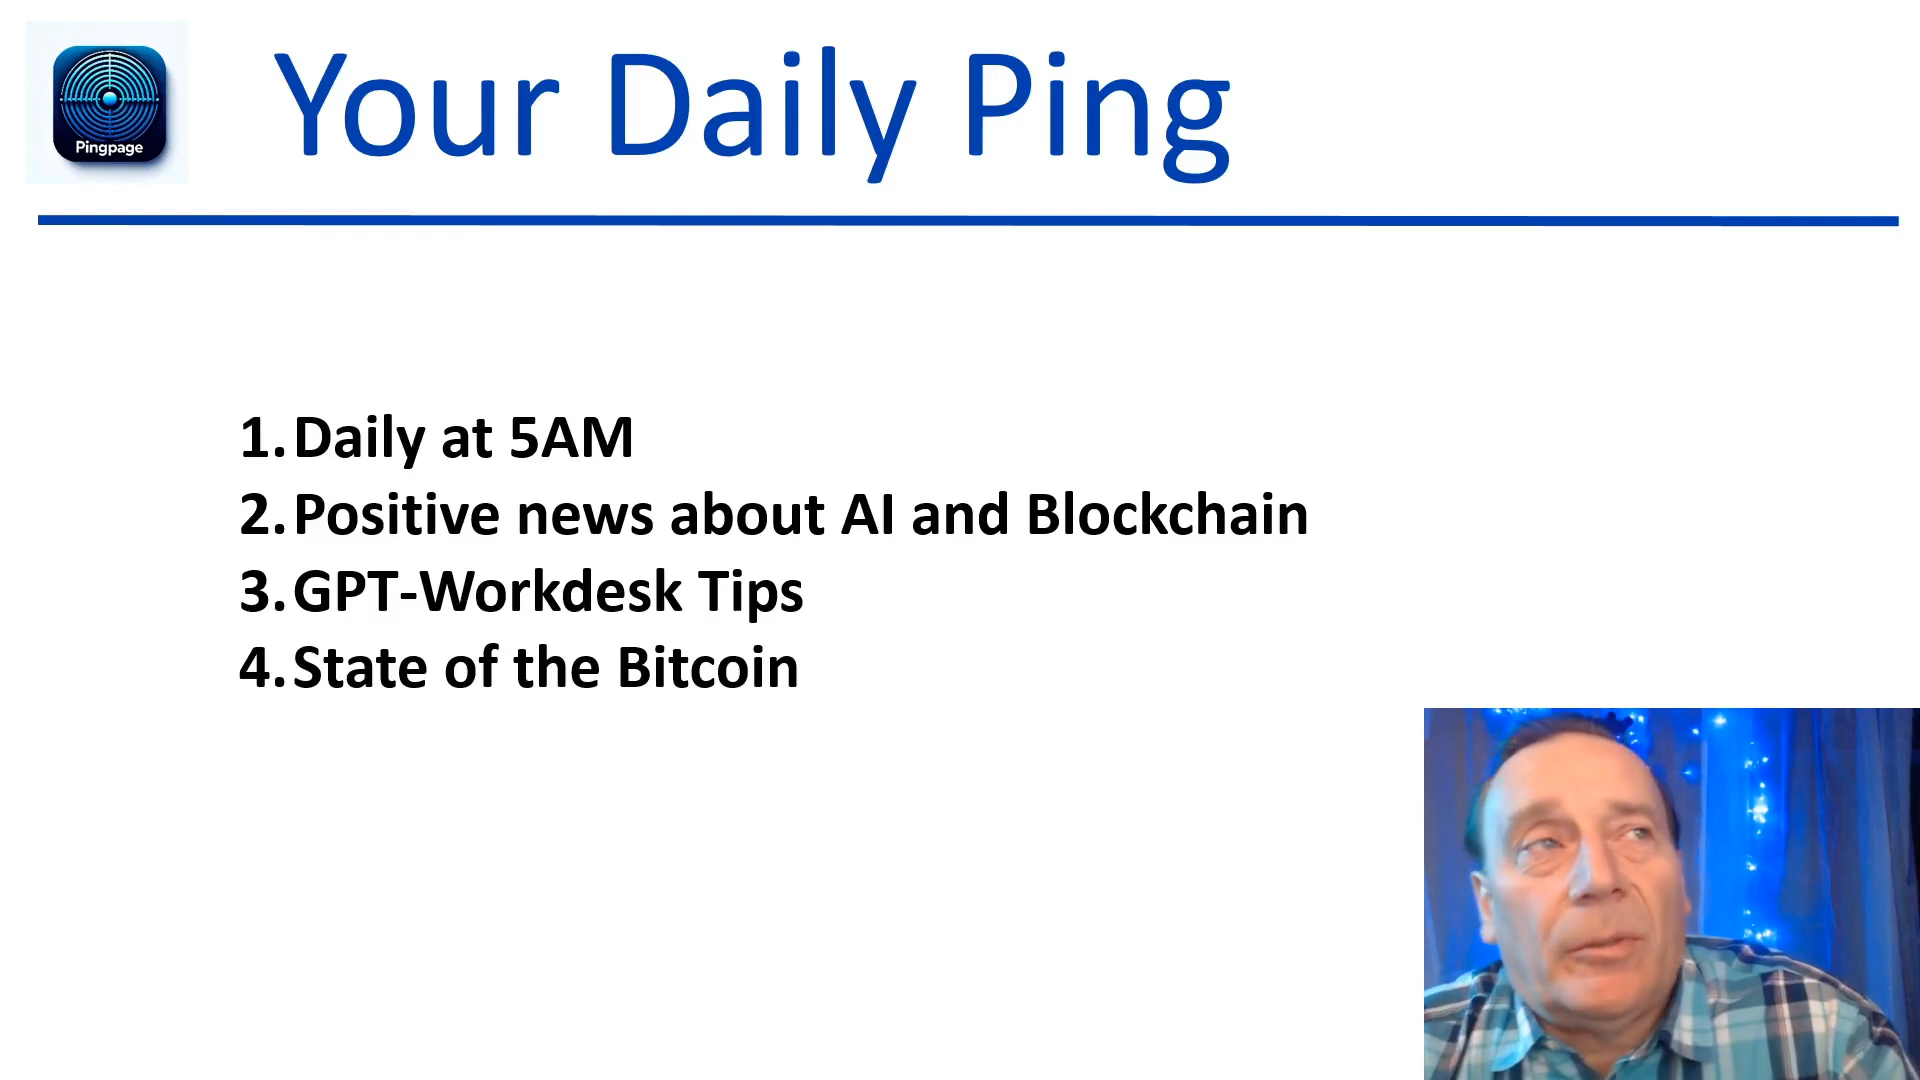 Pingpage
Your Daily Ping
1. Daily at 5AM
2. Positive news about AI and Blockchain
3. GPT-Workdesk Tips
4. State of the Bitcoin